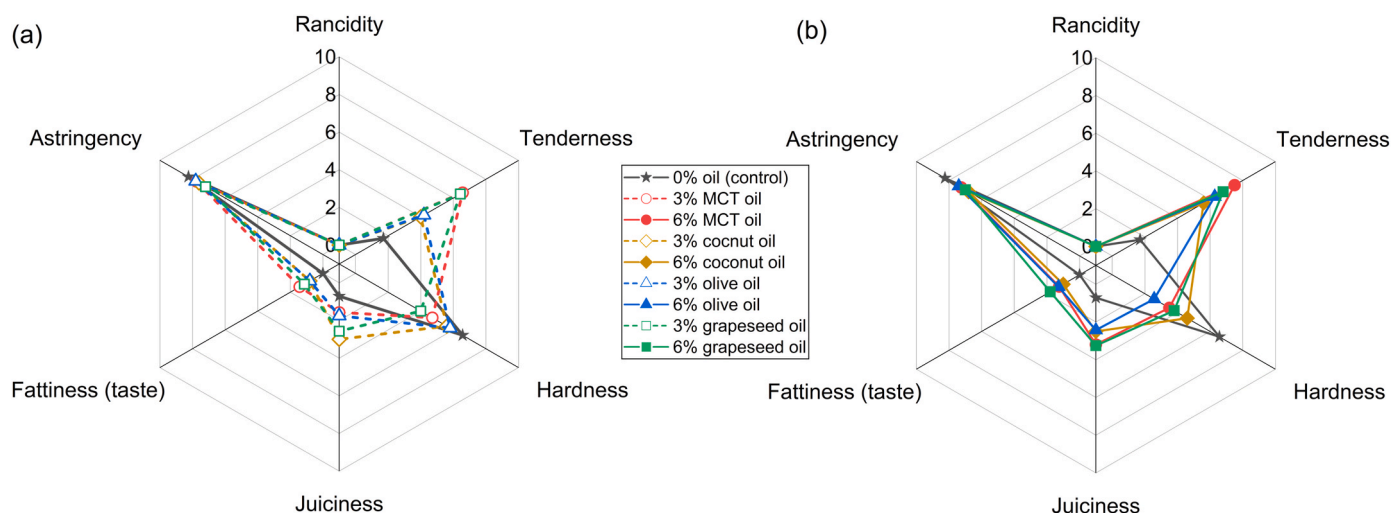 (a)
Rancidity
10
8
6
4
2
0
Astringency
Tenderness
Fattiness (taste)
Hardness
Juiciness
0% oil (control)
3% MCT oil
6% MCT oil
3% cocnut oil
6% coconut oil
3% olive oil
6% olive oil
3% grapeseed oil
6% grapeseed oil
(b)
Rancidity
10
8
6
4
2
0
Astringency
Tenderness
Fattiness (taste)
Hardness
Juiciness